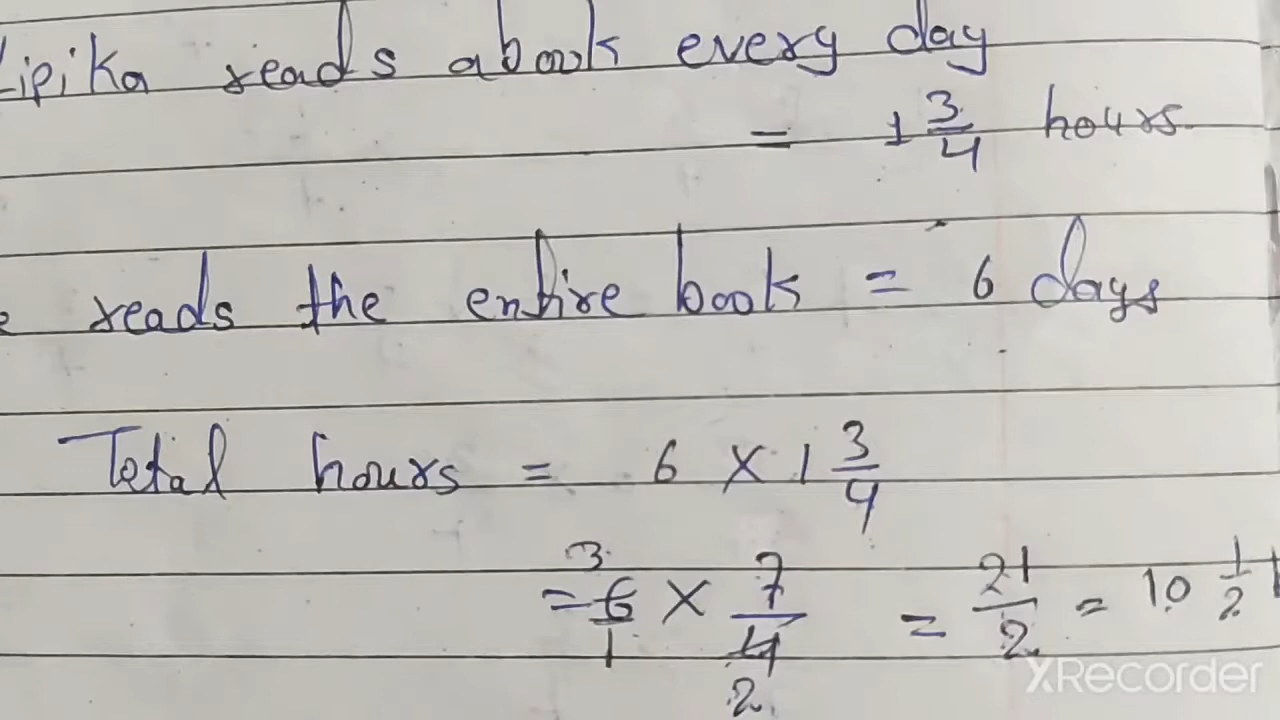 Lipika reads a book every day
= 1 3/4 hours.
reads the entire book = 6 days
Total hours = 6 × 1 3/4
= 3 6/1 × 7/4 2 = 21/2 = 10 1/2
XRecorder